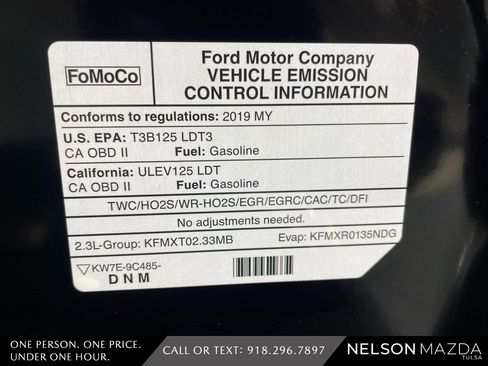 FoMoCo
Ford Motor Company
VEHICLE EMISSION
CONTROL INFORMATION
Conforms to regulations: 2019 MY
U.S. EPA: T3B125 LDT3
CA OBD II Fuel: Gasoline
California: ULEV125 LDT
CA OBD II Fuel: Gasoline
TWC/HO2S/WR-HO2S/EGR/EGRC/CAC/TC/DFI
No adjustments needed.
2.3L-Group: KFMXT02.33MB Evap: KFMXR0135NDG
KW7E-9C485-
DNM
ONE PERSON. ONE PRICE.
UNDER ONE HOUR.
CALL OR TEXT: 918.296.7897
NELSON MAZDA
TULSA